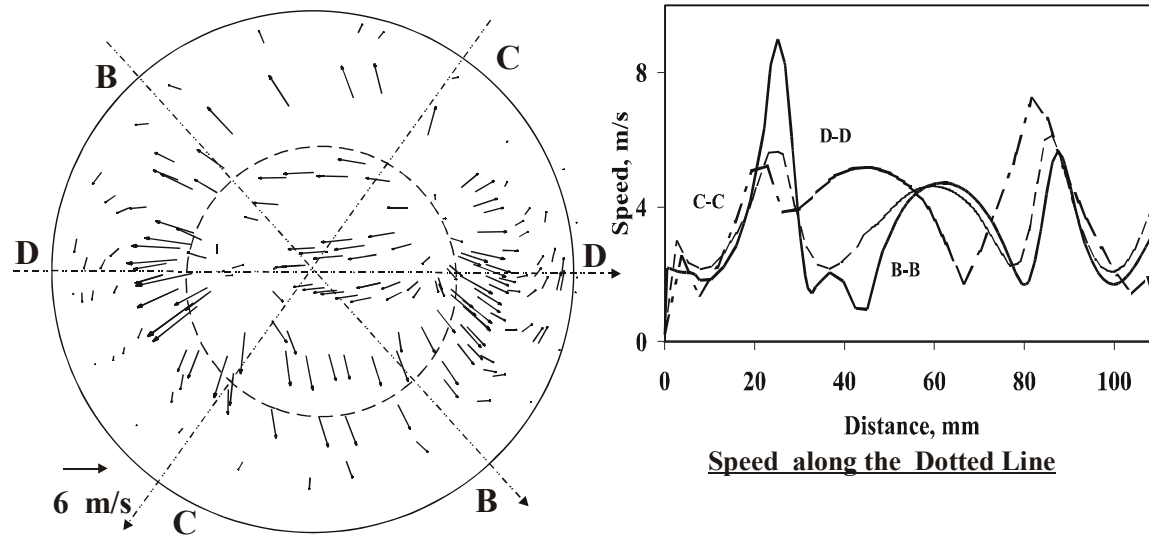 B
C
D
D
6 m/s
C
B
Speed, m/s
8
4
0
D-D
C-C
B-B
0 20 40 60 80 100
Distance, mm
Speed along the Dotted Line